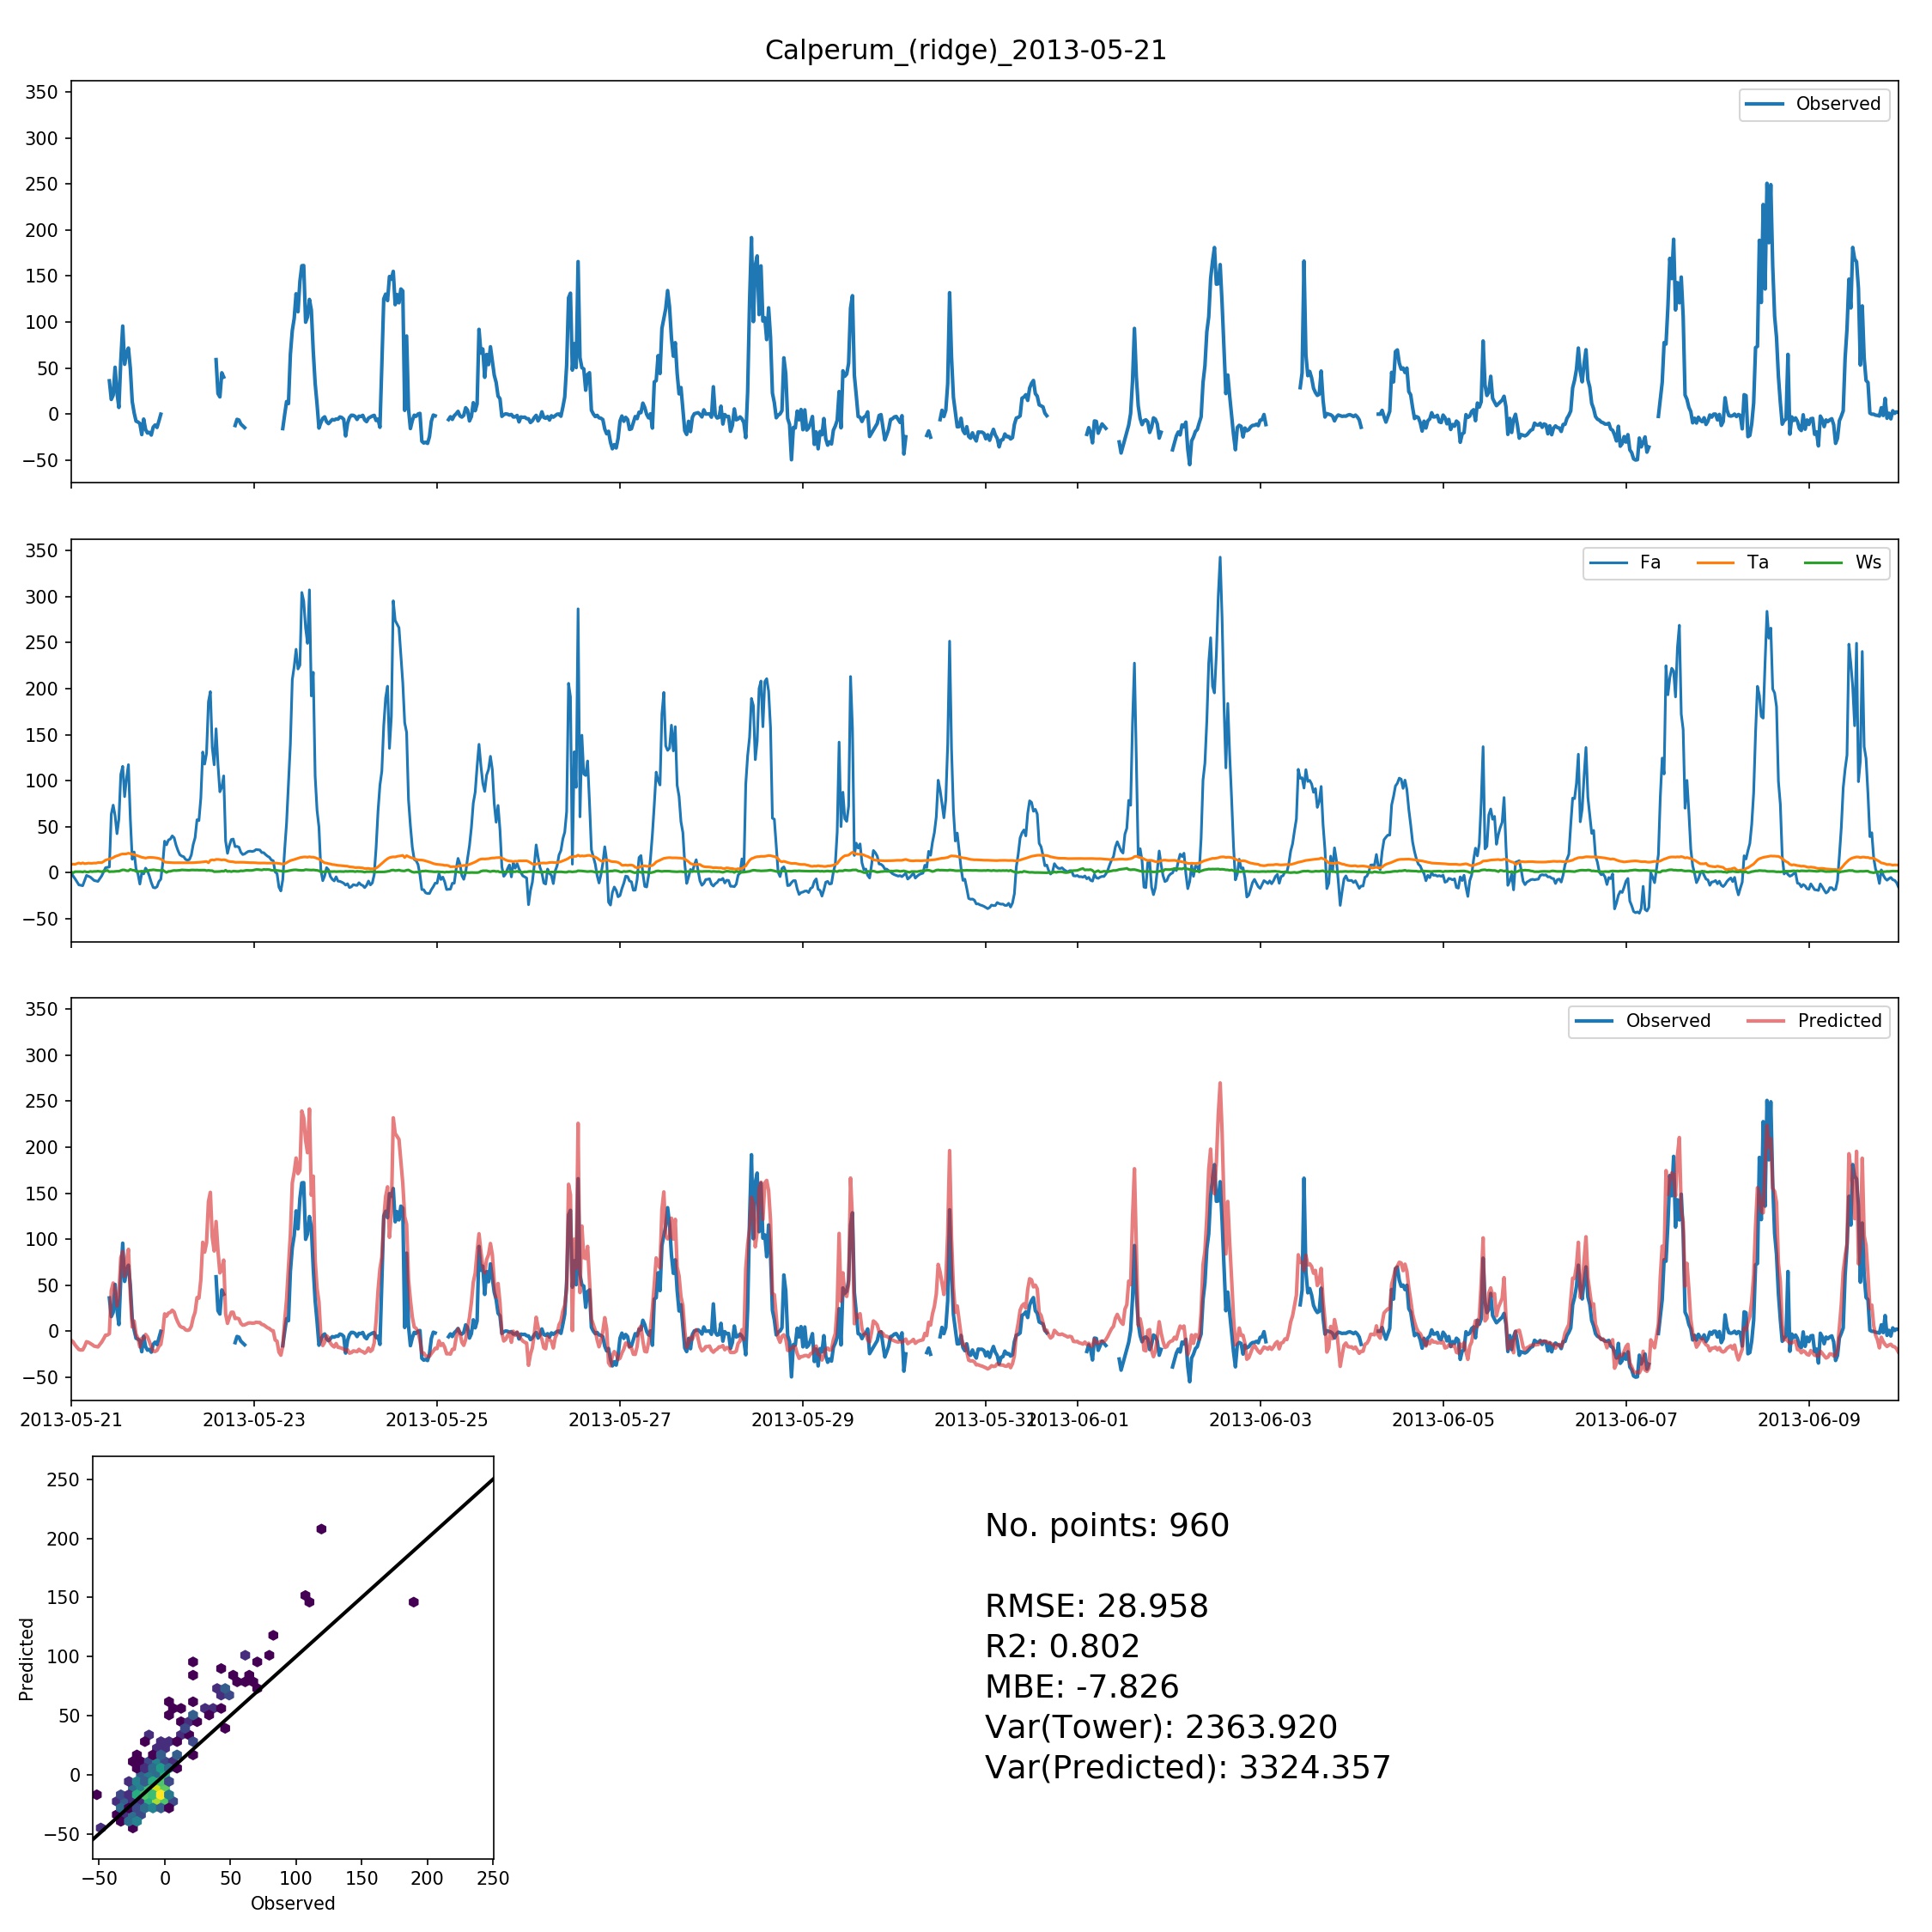 Calperum_(ridge)_2013-05-21
350
300
250
200
150
100
50
0
−50
Observed
350
300
250
200
150
100
50
0
−50
Fa Ta Ws
350
300
250
200
150
100
50
0
−50
Observed Predicted
2013-05-21 2013-05-23 2013-05-25 2013-05-27 2013-05-29 2013-05-31 2013-06-01 2013-06-03 2013-06-05 2013-06-07 2013-06-09
250
200
150
100
50
0
−50
Predicted
−50 0 50 100 150 200 250
Observed
No. points: 960
RMSE: 28.958
R2: 0.802
MBE: -7.826
Var(Tower): 2363.920
Var(Predicted): 3324.357